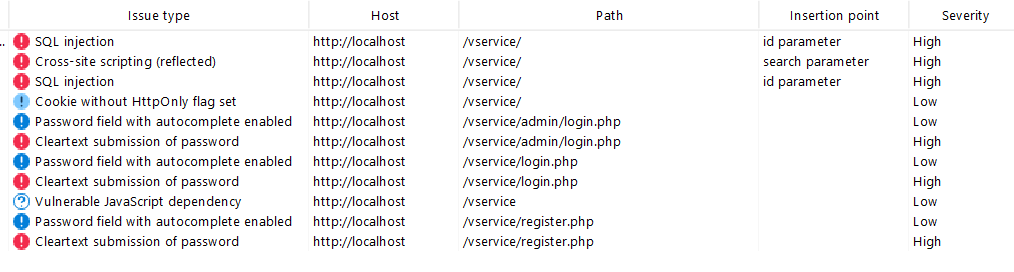 Issue type Host Path Insertion point Severity
.. SQL injection http://localhost /vservice/ id parameter High
Cross-site scripting (reflected) http://localhost /vservice/ search parameter High
SQL injection http://localhost /vservice/ id parameter High
Cookie without HttpOnly flag set http://localhost /vservice/ Low
Password field with autocomplete enabled http://localhost /vservice/admin/login.php Low
Cleartext submission of password http://localhost /vservice/admin/login.php High
Password field with autocomplete enabled http://localhost /vservice/login.php Low
Cleartext submission of password http://localhost /vservice/login.php High
Vulnerable JavaScript dependency http://localhost /vservice Low
Password field with autocomplete enabled http://localhost /vservice/register.php Low
Cleartext submission of password http://localhost /vservice/register.php High